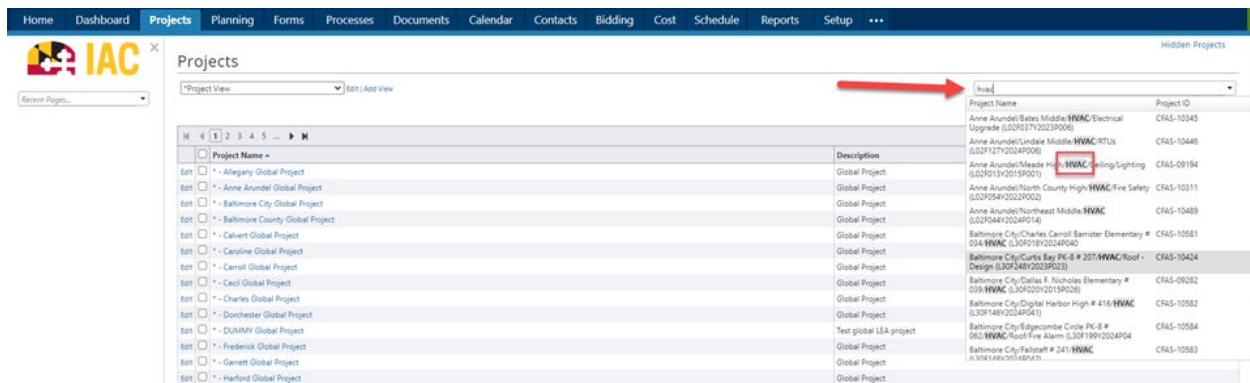 Home Dashboard Projects Planning Forms Processes Documents Calendar Contacts Bidding Cost Schedule Reports Setup •••
IAC
Hidden Projects
Projects
Recent Pages...
*Project View Edit | Add View
hvac
Project Name Project ID
Anne Arundel/Bates Middle/HVAC/Electrical CFAS-10345
Upgrade (L02F037Y2023P006)
Anne Arundel/Lindale Middle/HVAC/RTUs CFAS-10446
(L02F127Y2024P006)
Anne Arundel/Meade High/HVAC/Ceiling/Lighting CFAS-09194
(L02F013Y2015P001)
Anne Arundel/North County High/HVAC/Fire Safety CFAS-10311
(L02F054Y2022P002)
Anne Arundel/Northeast Middle/HVAC CFAS-10489
(L02F044Y2024P014)
Baltimore City/Charles Carroll Barrister Elementary # CFAS-10581
034/HVAC (L30F018Y2024P040
Baltimore City/Curtis Bay PK-8 # 207/HVAC/Roof - CFAS-10424
Design (L30F248Y2023P023)
Baltimore City/Dallas F. Nicholas Elementary # CFAS-09282
039/HVAC (L30F020Y2015P026)
Baltimore City/Digital Harbor High # 416/HVAC CFAS-10582
(L30F146Y2024P041)
Baltimore City/Edgecombe Circle PK-8 # CFAS-10584
062/HVAC/Roof/Fire Alarm (L30F199Y2024P04
Baltimore City/Fallstaff # 241/HVAC CFAS-10583
1 2 3 4 5 ...
Project Name Description
Edit * - Allegany Global Project Global Project
Edit * - Anne Arundel Global Project Global Project
Edit * - Baltimore City Global Project Global Project
Edit * - Baltimore County Global Project Global Project
Edit * - Calvert Global Project Global Project
Edit * - Caroline Global Project Global Project
Edit * - Carroll Global Project Global Project
Edit * - Cecil Global Project Global Project
Edit * - Charles Global Project Global Project
Edit * - Dorchester Global Project Global Project
Edit * - DUMMY Global Project Test global LEA project
Edit * - Frederick Global Project Global Project
Edit * - Garrett Global Project Global Project
Edit * - Harford Global Project Global Project